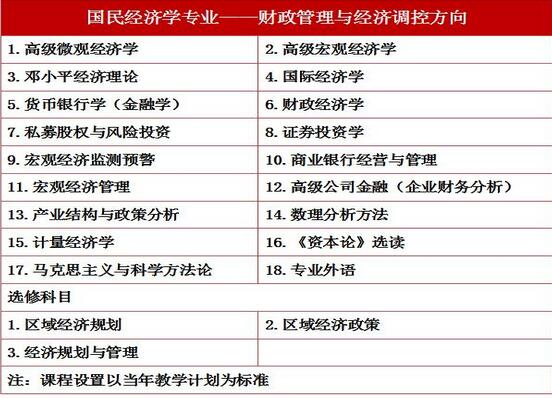 国民经济学专业——财政管理与经济调控方向
1. 高级微观经济学 2. 高级宏观经济学
3. 邓小平经济理论 4. 国际经济学
5. 货币银行学（金融学） 6. 财政经济学
7. 私募股权与风险投资 8. 证券投资学
9. 宏观经济监测预警 10. 商业银行经营与管理
11. 宏观经济管理 12. 高级公司金融（企业财务分析）
13. 产业结构与政策分析 14. 数理分析方法
15. 计量经济学 16. 《资本论》选读
17. 马克思主义与科学方法论 18. 专业外语
选修科目
1. 区域经济规划 2. 区域经济政策
3. 经济规划与管理
注：课程设置以当年教学计划为标准